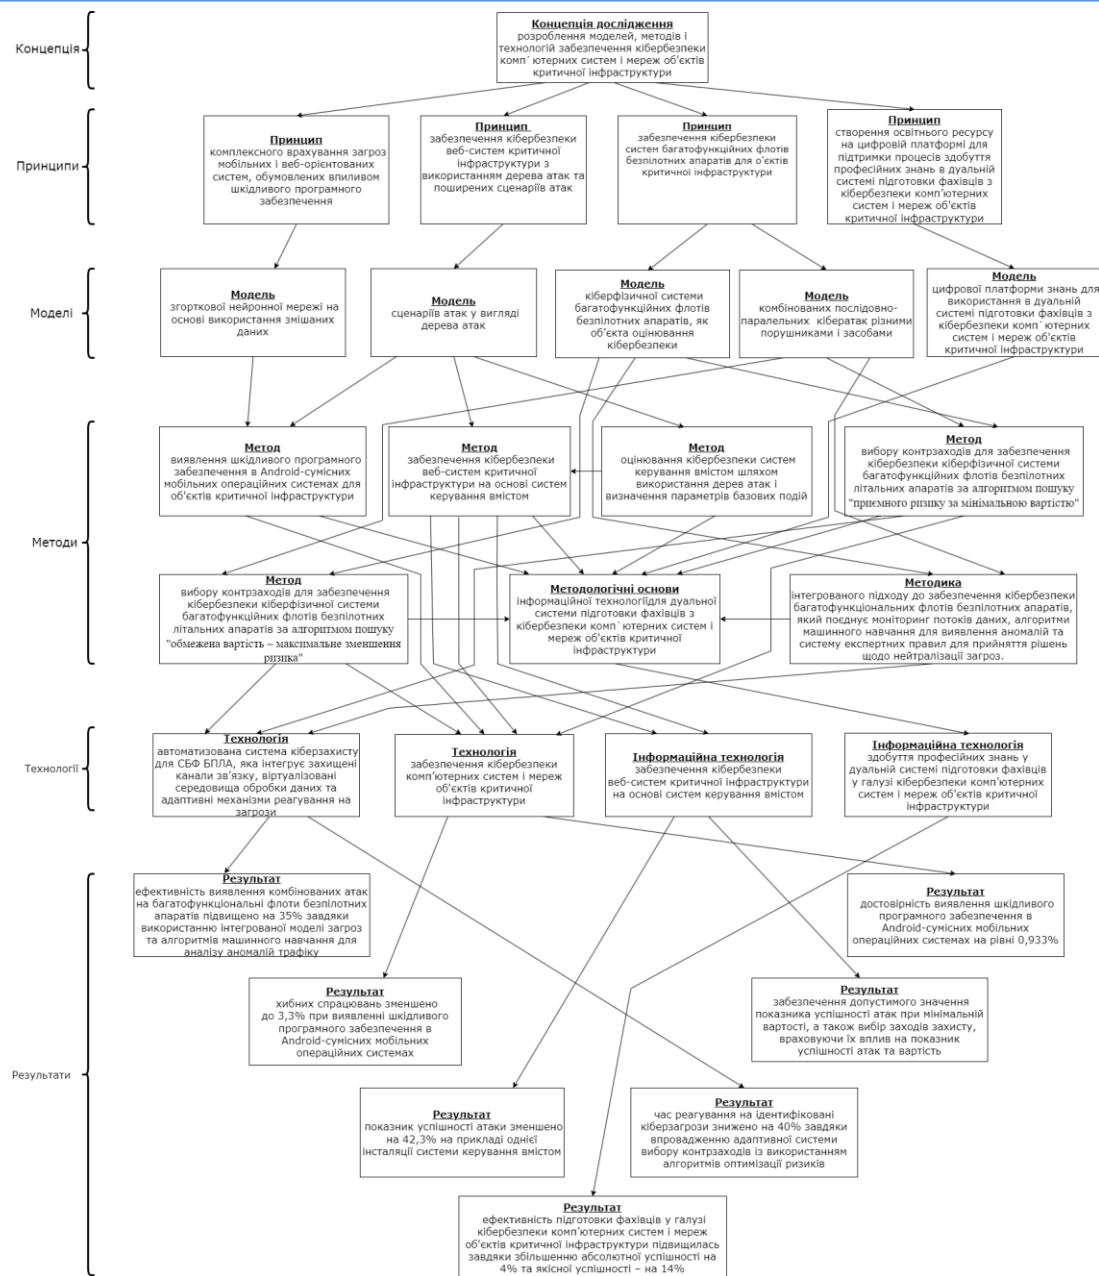 Концепція
Концепція дослідження
розроблення моделей, методів і
технологій забезпечення кібербезпеки
комп`ютерних систем і мереж об'єктів
критичної інфраструктури
Принципи
Принцип
комплексного врахування загроз
мобільних і веб-орієнтованих
систем, обумовлених впиливом
шкідливого програмного
забезпечення
Принцип
забезпечення кібербезпеки
веб-систем критичної
інфраструктури з
використанням дерева атак та
поширених сценаріїв атак
Принцип
забезпечення кібербезпеки
систем багатофункційних флотів
безпілотних апаратів для о'єктів
критичної інфраструктури
Принцип
створення освітнього ресурсу
на цифровій платформі для
підтримки процесів здобуття
професійних знань в дуальній
системі підготовки фахівців з
кібербезпеки комп'ютерних
систем і мереж об'єктів
критичної інфраструктури
Моделі
Модель
згорткової нейронної мережі на
основі використання змішаних
даних
Модель
сценаріїв атак у вигляді
дерева атак
Модель
кіберфізичної системи
багатофункційних флотів
безпілотних апаратів, як
об'єкта оцінювання
кібербезпеки
Модель
комбінованих послідовно-
паралельних кібератак різними
порушниками і засобами
Модель
цифрової платформи знань для
використання в дуальній
системі підготовки фахівців з
кібербезпеки комп`ютерних
систем і мереж об'єктів
критичної інфраструктури
Методи
Метод
виявлення шкідливого програмного
забезпечення в Android-сумісних
мобільних операційних системах для
об'єктів критичної інфраструктури
Метод
забезпечення кібербезпеки
веб-систем критичної
інфраструктури на основі систем
керування вмістом
Метод
оцінювання кібербезпеки систем
керування вмістом шляхом
використання дерев атак і
визначення параметрів базових подій
Метод
вибору контрзаходів для забезпечення
кібербезпеки кіберфізичної системи
багатофункційних флотів безпілотних
літальних апаратів за алгоритмом пошуку
"приємного ризику за мінімальною вартістю"
Метод
вибору контрзаходів для забезпечення
кібербезпеки кіберфізичної системи
багатофункційних флотів безпілотних
літальних апаратів за алгоритмом пошуку
"обмежена вартість – максимальне зменшення
ризика"
Методологічні основи
інформаційної технологіїдля дуальної
системи підготовки фахівців з
кібербезпеки комп`ютерних систем і
мереж об'єктів критичної
інфраструктури
Методика
інтегрованого підходу до забезпечення кібербезпеки
багатофункціональних флотів безпілотних апаратів,
який поєднує моніторинг потоків даних, алгоритми
машинного навчання для виявлення аномалій та
систему експертних правил для прийняття рішень
щодо нейтралізації загроз.
Технології
Технологія
автоматизована система кіберзахисту
для СБФ БПЛА, яка інтегрує захищені
канали зв'язку, віртуалізовані
середовища обробки даних та
адаптивні механізми реагування на
загрози
Технологія
забезпечення кібербезпеки
комп'ютерних систем і мереж
об'єктів критичної
інфраструктури
Інформаційна технологія
забезпечення кібербезпеки
веб-систем критичної інфраструктури
на основі систем керування вмістом
Інформаційна технологія
здобуття професійних знань у
дуальній системі підготовки фахівців
у галузі кібербезпеки комп'ютерних
систем і мереж об'єктів критичної
інфраструктури
Результати
Результат
ефективність виявлення комбінованих атак
на багатофункціональні флоти безпілотних
апаратів підвищено на 35% завдяки
використанню інтегрованої моделі загроз
та алгоритмів машинного навчання для
аналізу аномалій трафіку
Результат
достовірність виявлення шкідливого
програмного забезпечення в
Android-сумісних мобільних
операційних системах на рівні 0,933%
Результат
хибних спрацювань зменшено
до 3,3% при виявленні шкідливого
програмного забезпечення в
Android-сумісних мобільних
операційних системах
Результат
забезпечення допустимого значення
показника успішності атак при мінімальній
вартості, а також вибір заходів захисту,
враховуючи їх вплив на показник
успішності атак та вартість
Результат
показник успішності атаки зменшено
на 42,3% на прикладі однієї
інсталяції системи керування вмістом
Результат
час реагування на ідентифіковані
кіберзагрози знижено на 40% завдяки
впровадженню адаптивної системи
вибору контрзаходів із використанням
алгоритмів оптимізації ризиків
Результат
ефективність підготовки фахівців у галузі
кібербезпеки комп'ютерних систем і мереж
об'єктів критичної інфраструктури підвищилась
завдяки збільшенню абсолютної успішності на
4% та якісної успішності – на 14%